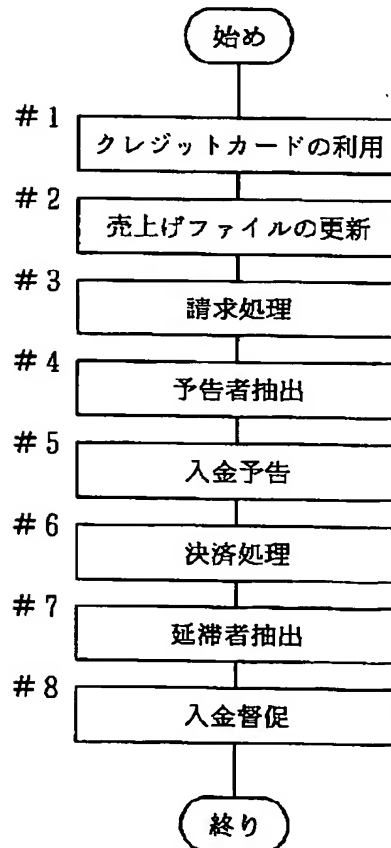 始め
#1
クレジットカードの利用
#2
売上げファイルの更新
#3
請求処理
#4
予告者抽出
#5
入金予告
#6
決済処理
#7
延滞者抽出
#8
入金督促
終り